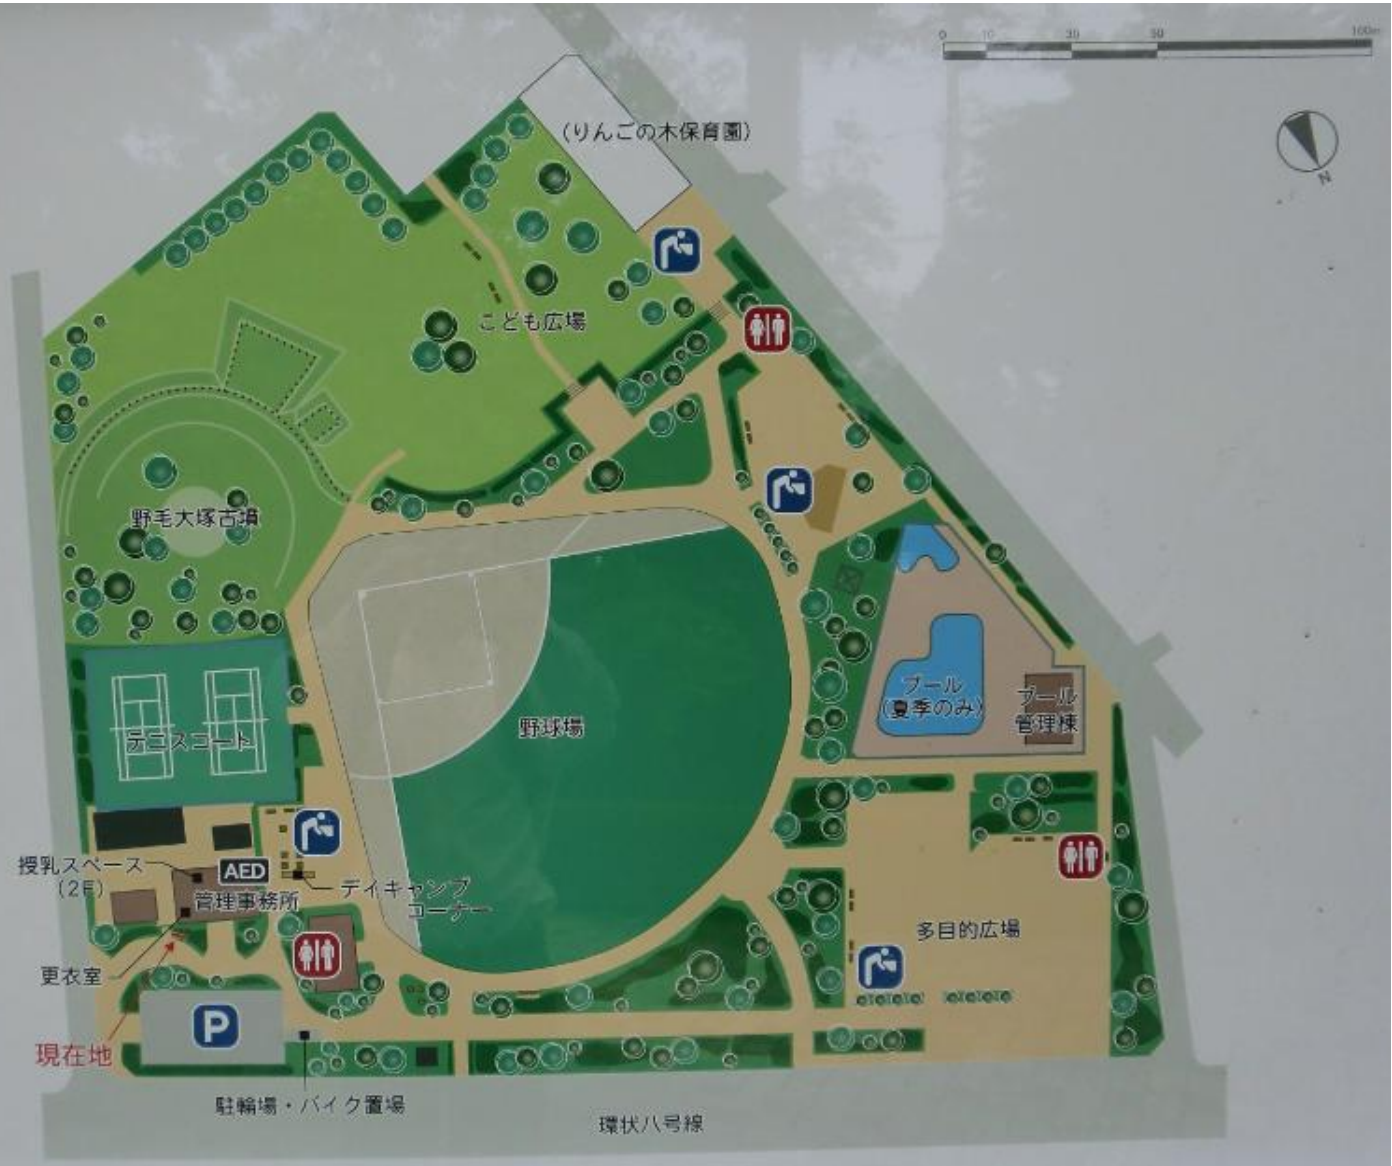 0 10 30 50 100m
(りんごの木保育園)
N
こども広場
野毛大塚古墳
プール
(夏季のみ)
プール
管理棟
野球場
テニスコート
授乳スペース
(2F)
AED
管理事務所
デイキャンプ
コーナー
多目的広場
更衣室
P
現在地
駐輪場・バイク置場
環状八号線